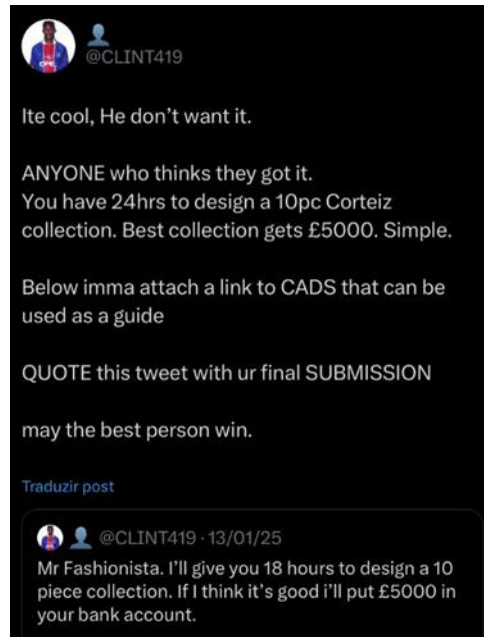 @CLINT419
Ite cool, He don’t want it.
ANYONE who thinks they got it.
You have 24hrs to design a 10pc Corteiz
collection. Best collection gets £5000. Simple.
Below imma attach a link to CADS that can be
used as a guide
QUOTE this tweet with ur final SUBMISSION
may the best person win.
Traduzir post
@CLINT419 · 13/01/25
Mr Fashionista. I’ll give you 18 hours to design a 10
piece collection. If I think it’s good i’ll put £5000 in
your bank account.